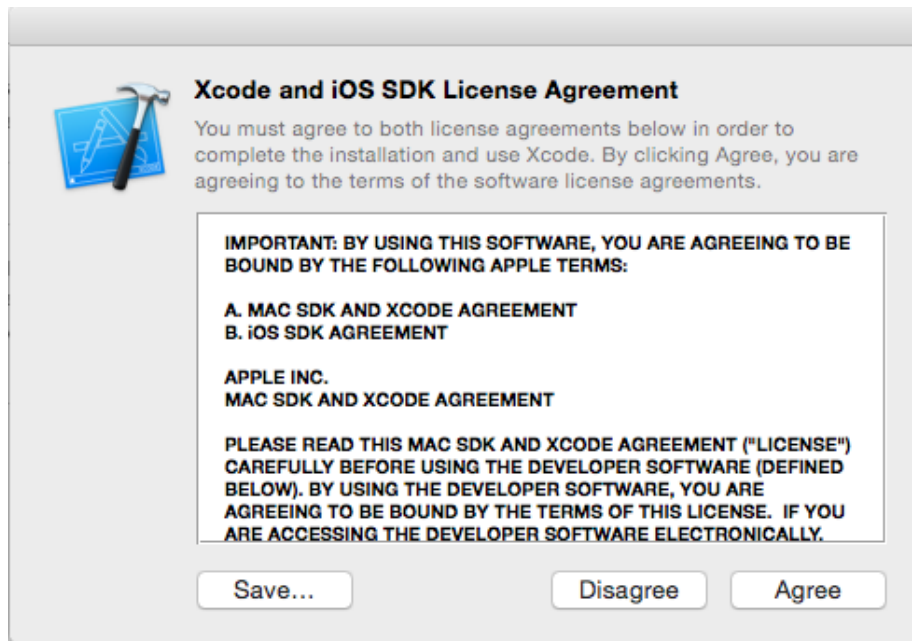 Xcode and iOS SDK License Agreement
You must agree to both license agreements below in order to
complete the installation and use Xcode. By clicking Agree, you are
agreeing to the terms of the software license agreements.
IMPORTANT: BY USING THIS SOFTWARE, YOU ARE AGREEING TO BE
BOUND BY THE FOLLOWING APPLE TERMS:
A. MAC SDK AND XCODE AGREEMENT
B. iOS SDK AGREEMENT
APPLE INC.
MAC SDK AND XCODE AGREEMENT
PLEASE READ THIS MAC SDK AND XCODE AGREEMENT ("LICENSE")
CAREFULLY BEFORE USING THE DEVELOPER SOFTWARE (DEFINED
BELOW). BY USING THE DEVELOPER SOFTWARE, YOU ARE
AGREEING TO BE BOUND BY THE TERMS OF THIS LICENSE.  IF YOU
ARE ACCESSING THE DEVELOPER SOFTWARE ELECTRONICALLY,
Save... Disagree Agree